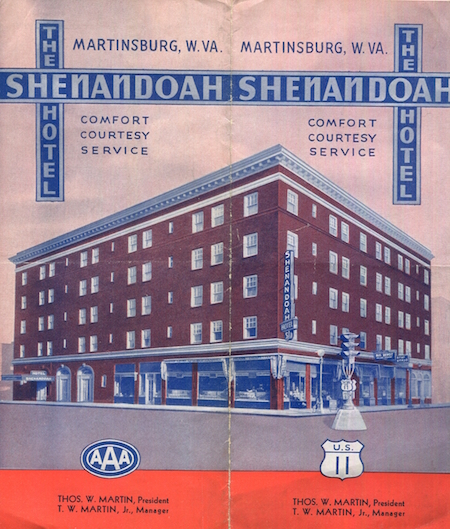 MARTINSBURG, W. VA.
THE
SHENANDOAH
HOTEL
COMFORT
COURTESY
SERVICE
MARTINSBURG, W. VA.
THE
SHENANDOAH
HOTEL
COMFORT
COURTESY
SERVICE
SHENANDOAH
HOTEL
AAA
THOS. W. MARTIN, President
T. W. MARTIN, Jr., Manager
U.S.
11
THOS. W. MARTIN, President
T. W. MARTIN, Jr., Manager